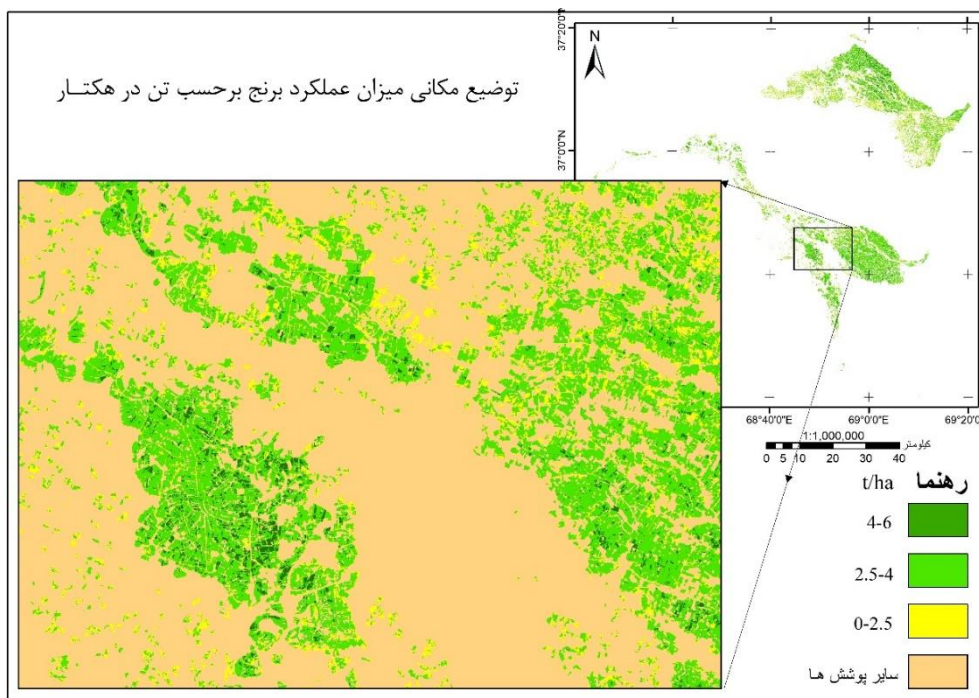 توضیع مکانی میزان عملکرد برنج برحسب تن در هکتـــار
N
37°20'0"N
37°0'0"N
68°40'0"E
69°0'0"E
69°20'0"E
1:1,000,000
کیلومتر
0 5 10 20 30 40
رهنما
t/ha
4-6
2.5-4
0-2.5
سایر پوشش هـا